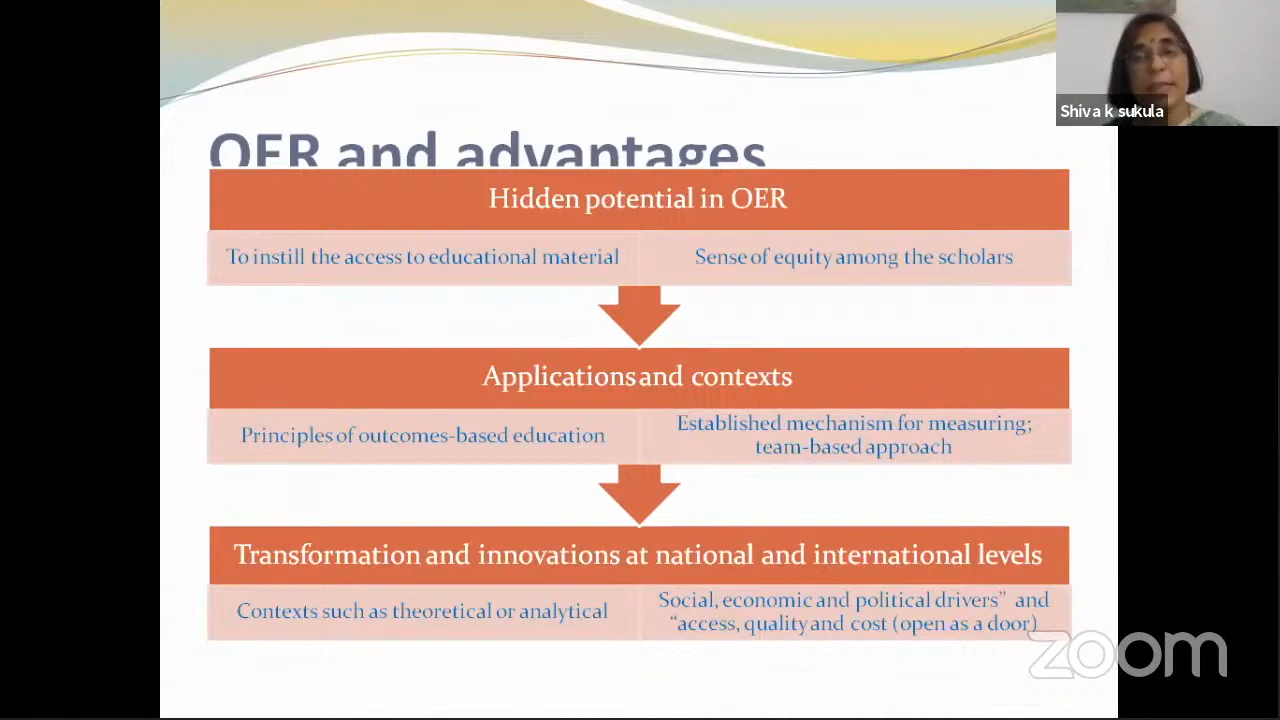 Shiva k sukula
OER and advantages
Hidden potential in OER
To instill the access to educational material
Sense of equity among the scholars
Applications and contexts
Principles of outcomes-based education
Established mechanism for measuring;
team-based approach
Transformation and innovations at national and international levels
Contexts such as theoretical or analytical
Social, economic and political drivers” and
“access, quality and cost (open as a door)
zoom